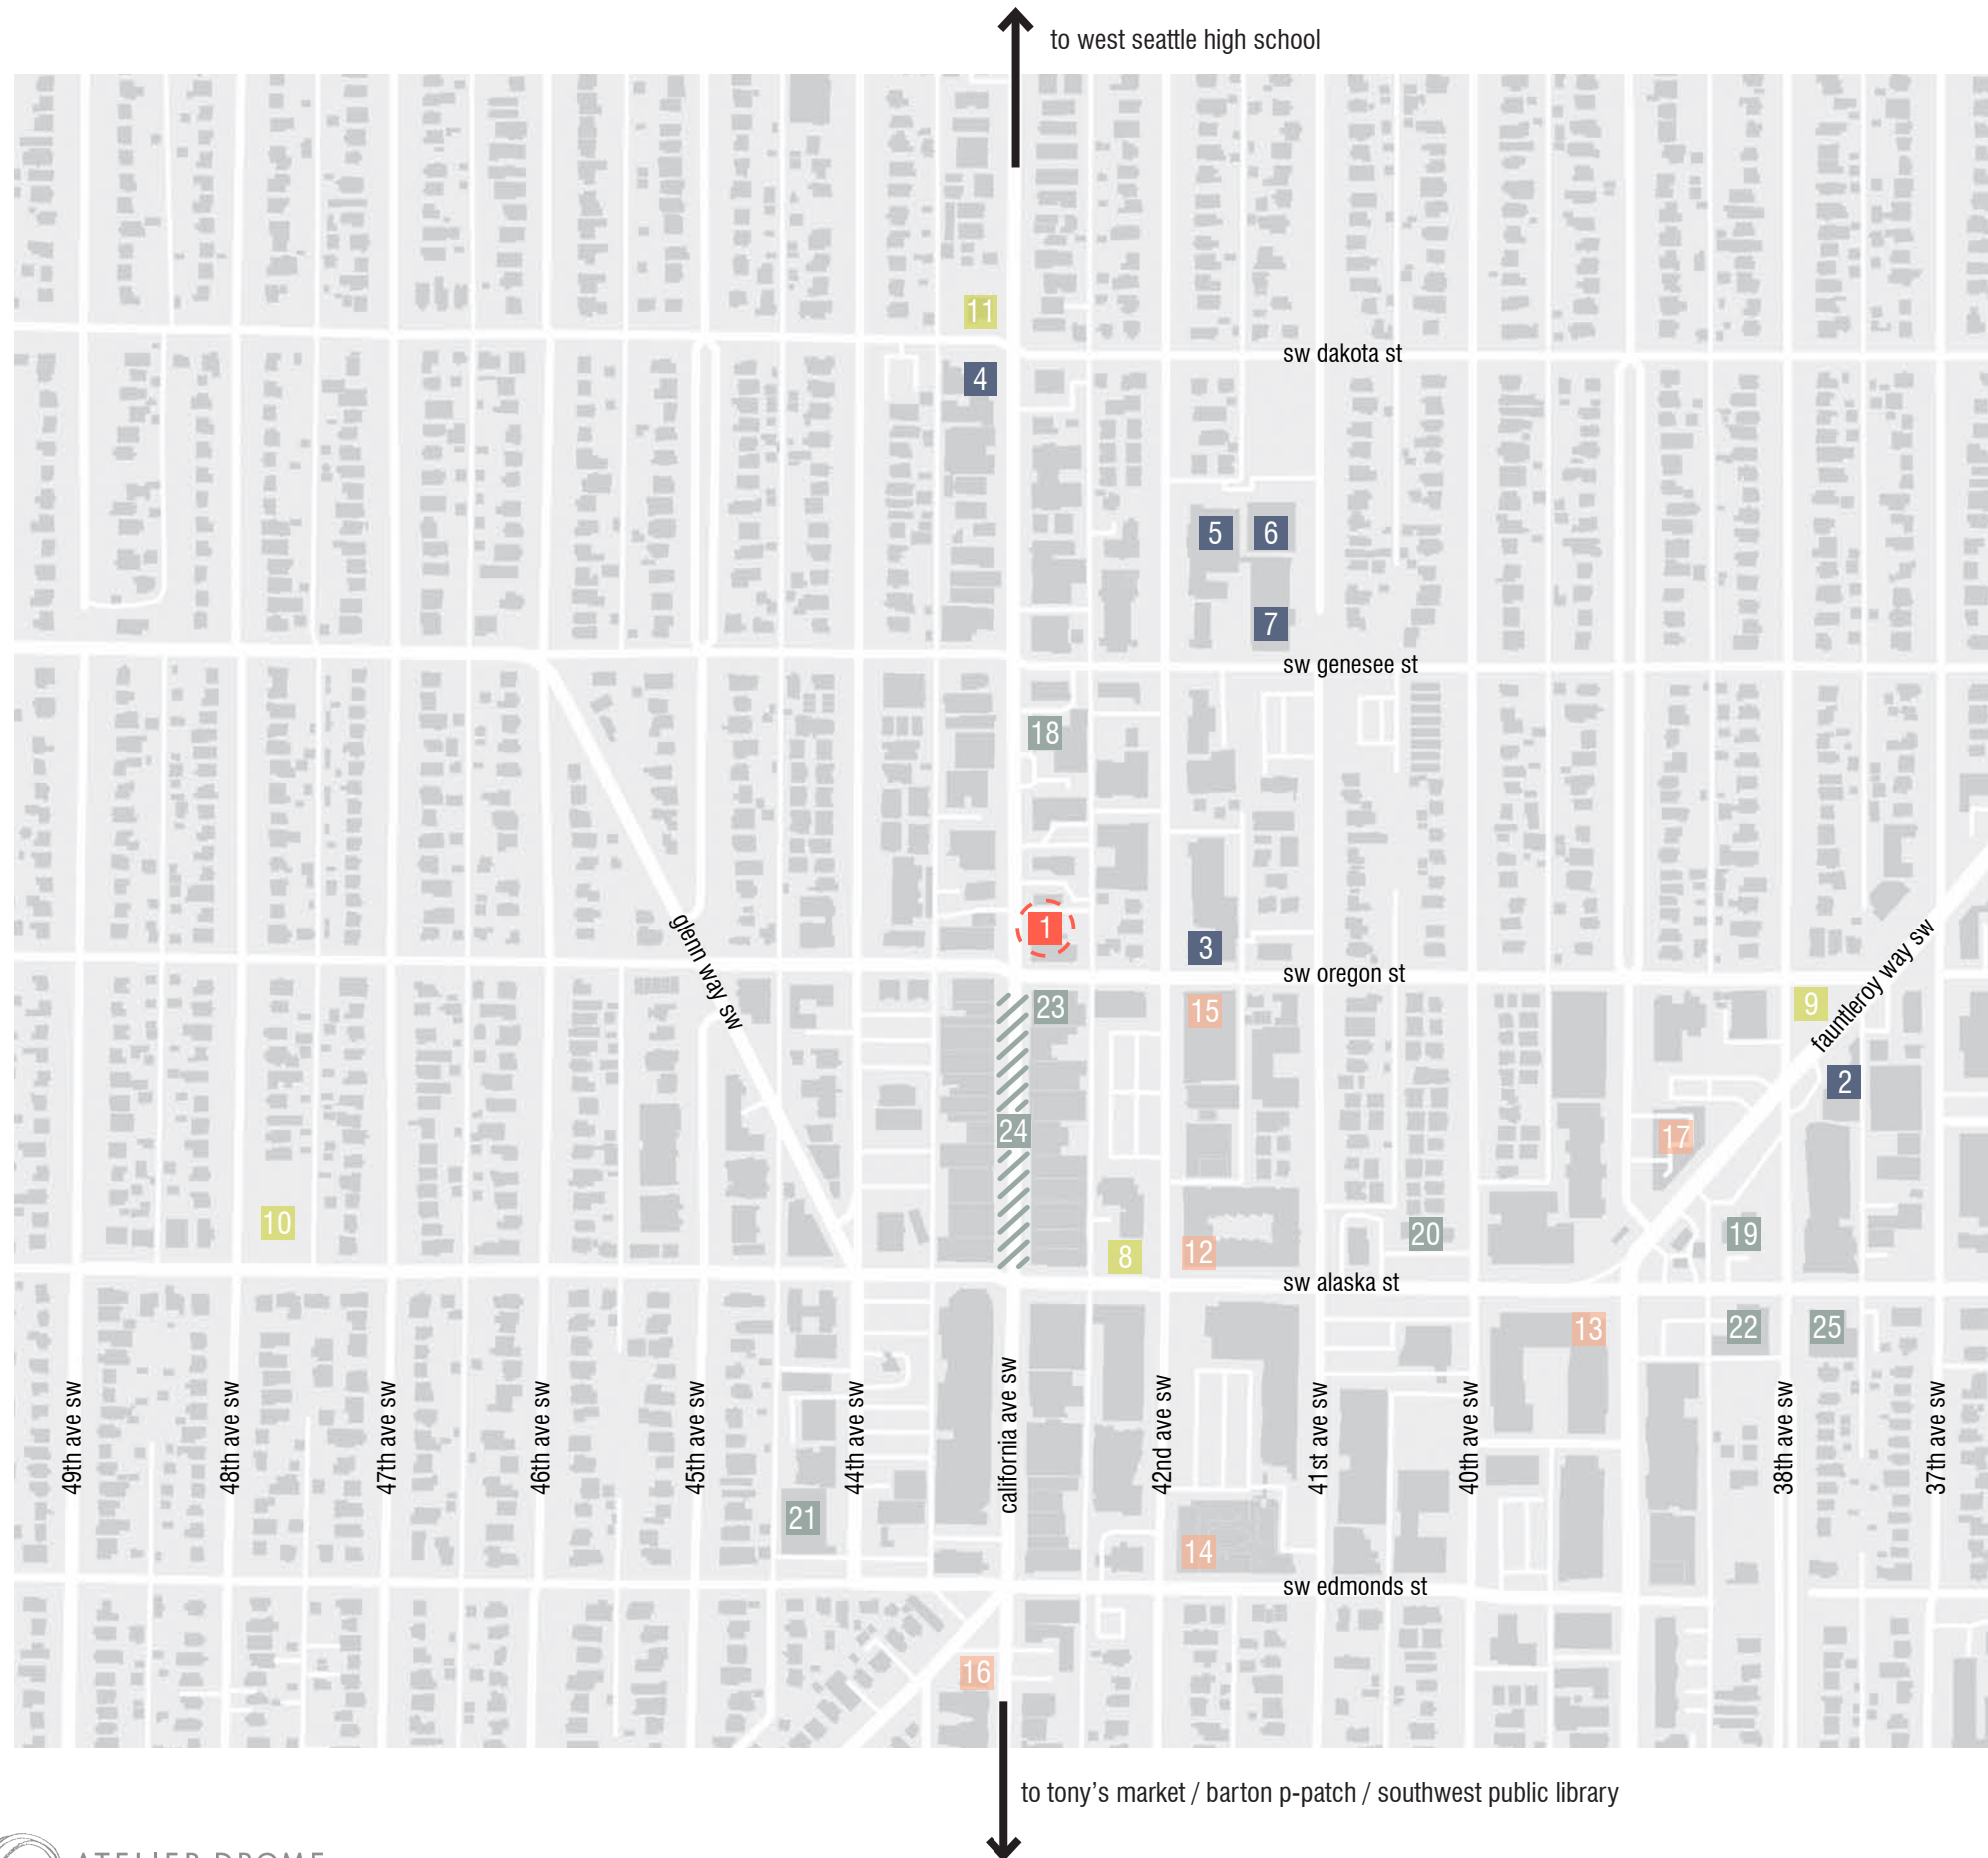 to west seattle high school
11
sw dakota st
4
5
6
7
sw genesee st
18
1
3
glenn way sw
sw oregon st
fauntleroy way sw
9
23
15
2
24
17
10
20
19
8
12
sw alaska st
13
22
25
49th ave sw
48th ave sw
47th ave sw
46th ave sw
45th ave sw
44th ave sw
california ave sw
42nd ave sw
41st ave sw
40th ave sw
38th ave sw
37th ave sw
21
14
sw edmonds st
16
to tony's market / barton p-patch / southwest public library
ATELIER DROME